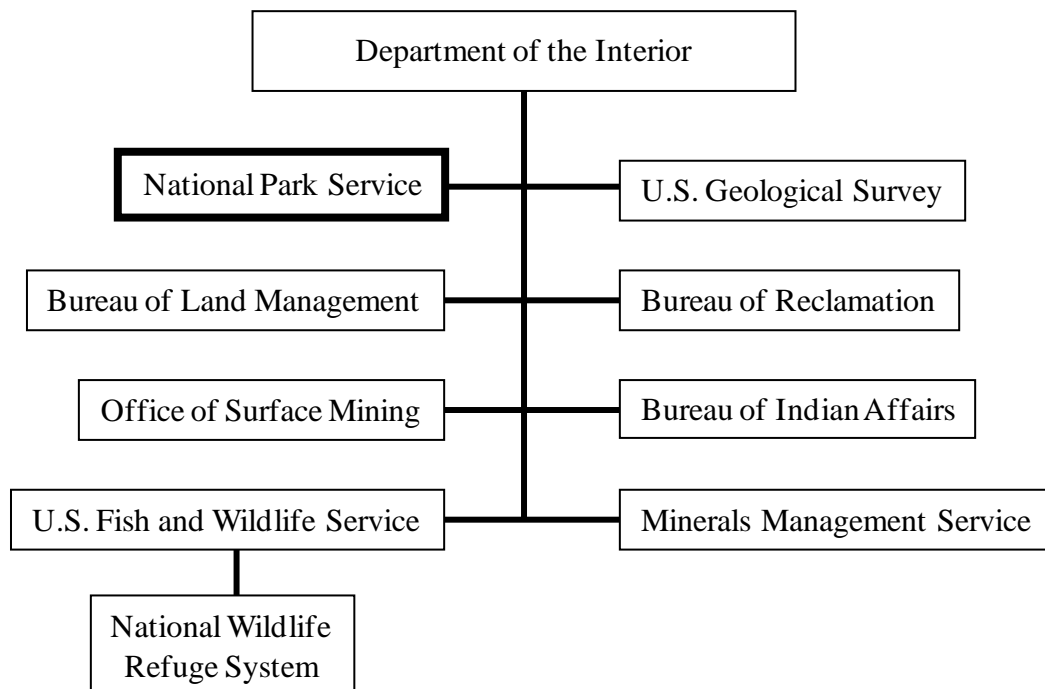 Department of the Interior
National Park Service
U.S. Geological Survey
Bureau of Land Management
Bureau of Reclamation
Office of Surface Mining
Bureau of Indian Affairs
U.S. Fish and Wildlife Service
Minerals Management Service
National Wildlife
Refuge System